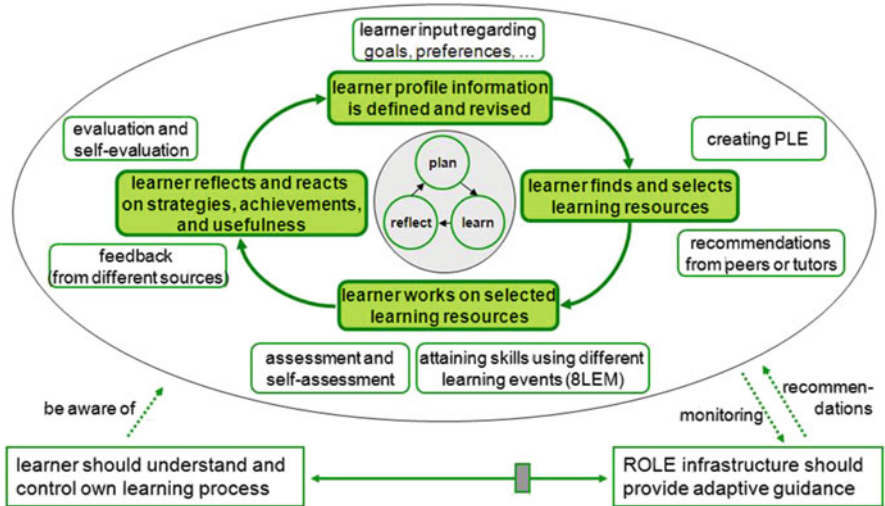 learner input regarding
goals, preferences, ...
learner profile information
is defined and revised
evaluation and
self-evaluation
creating PLE
plan
learner reflects and reacts
on strategies, achievements,
and usefulness
learner finds and selects
learning resources
reflect
learn
feedback
(from different sources)
recommendations
from peers or tutors
learner works on selected
learning resources
assessment and
self-assessment
attaining skills using different
learning events (8LEM)
be aware of
monitoring
recommen-
dations
learner should understand and
control own learning process
ROLE infrastructure should
provide adaptive guidance